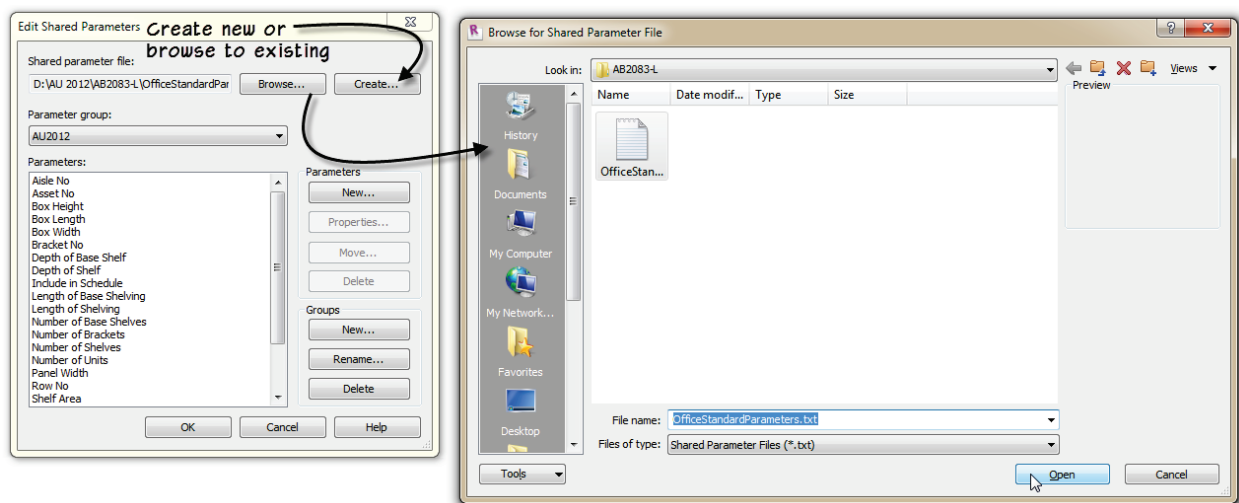 Edit Shared Parameters
Create new or
browse to existing
Shared parameter file:
D:\AU 2012\AB2083-L\OfficeStandardPar
Browse...
Create...
Parameter group:
AU2012
Parameters:
Aisle No
Asset No
Box Height
Box Length
Box Width
Bracket No
Depth of Base Shelf
Depth of Shelf
Include in Schedule
Length of Base Shelving
Length of Shelving
Number of Base Shelves
Number of Brackets
Number of Shelves
Number of Units
Panel Width
Row No
Shelf Area
Parameters
New...
Properties...
Move...
Delete
Groups
New...
Rename...
Delete
OK
Cancel
Help
R Browse for Shared Parameter File
Look in:
AB2083-L
Views
Name
Date modif...
Type
Size
Preview
History
Documents
My Computer
My Network...
Favorites
Desktop
OfficeStan...
File name:
OfficeStandardParameters.txt
Files of type:
Shared Parameter Files (*.txt)
Tools
Open
Cancel